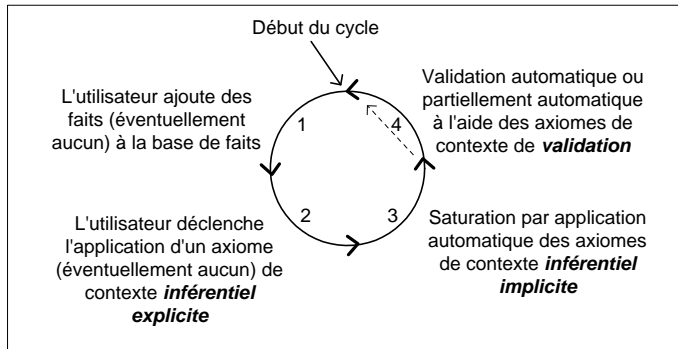 Début du cycle
L'utilisateur ajoute des
faits (éventuellement
aucun) à la base de faits
1
2
L'utilisateur déclenche
l'application d'un axiome
(éventuellement aucun) de
contexte inférentiel
explicite
3
Saturation par application
automatique des axiomes
de contexte inférentiel
implicite
4
Validation automatique ou
partiellement automatique
à l'aide des axiomes de
contexte de validation